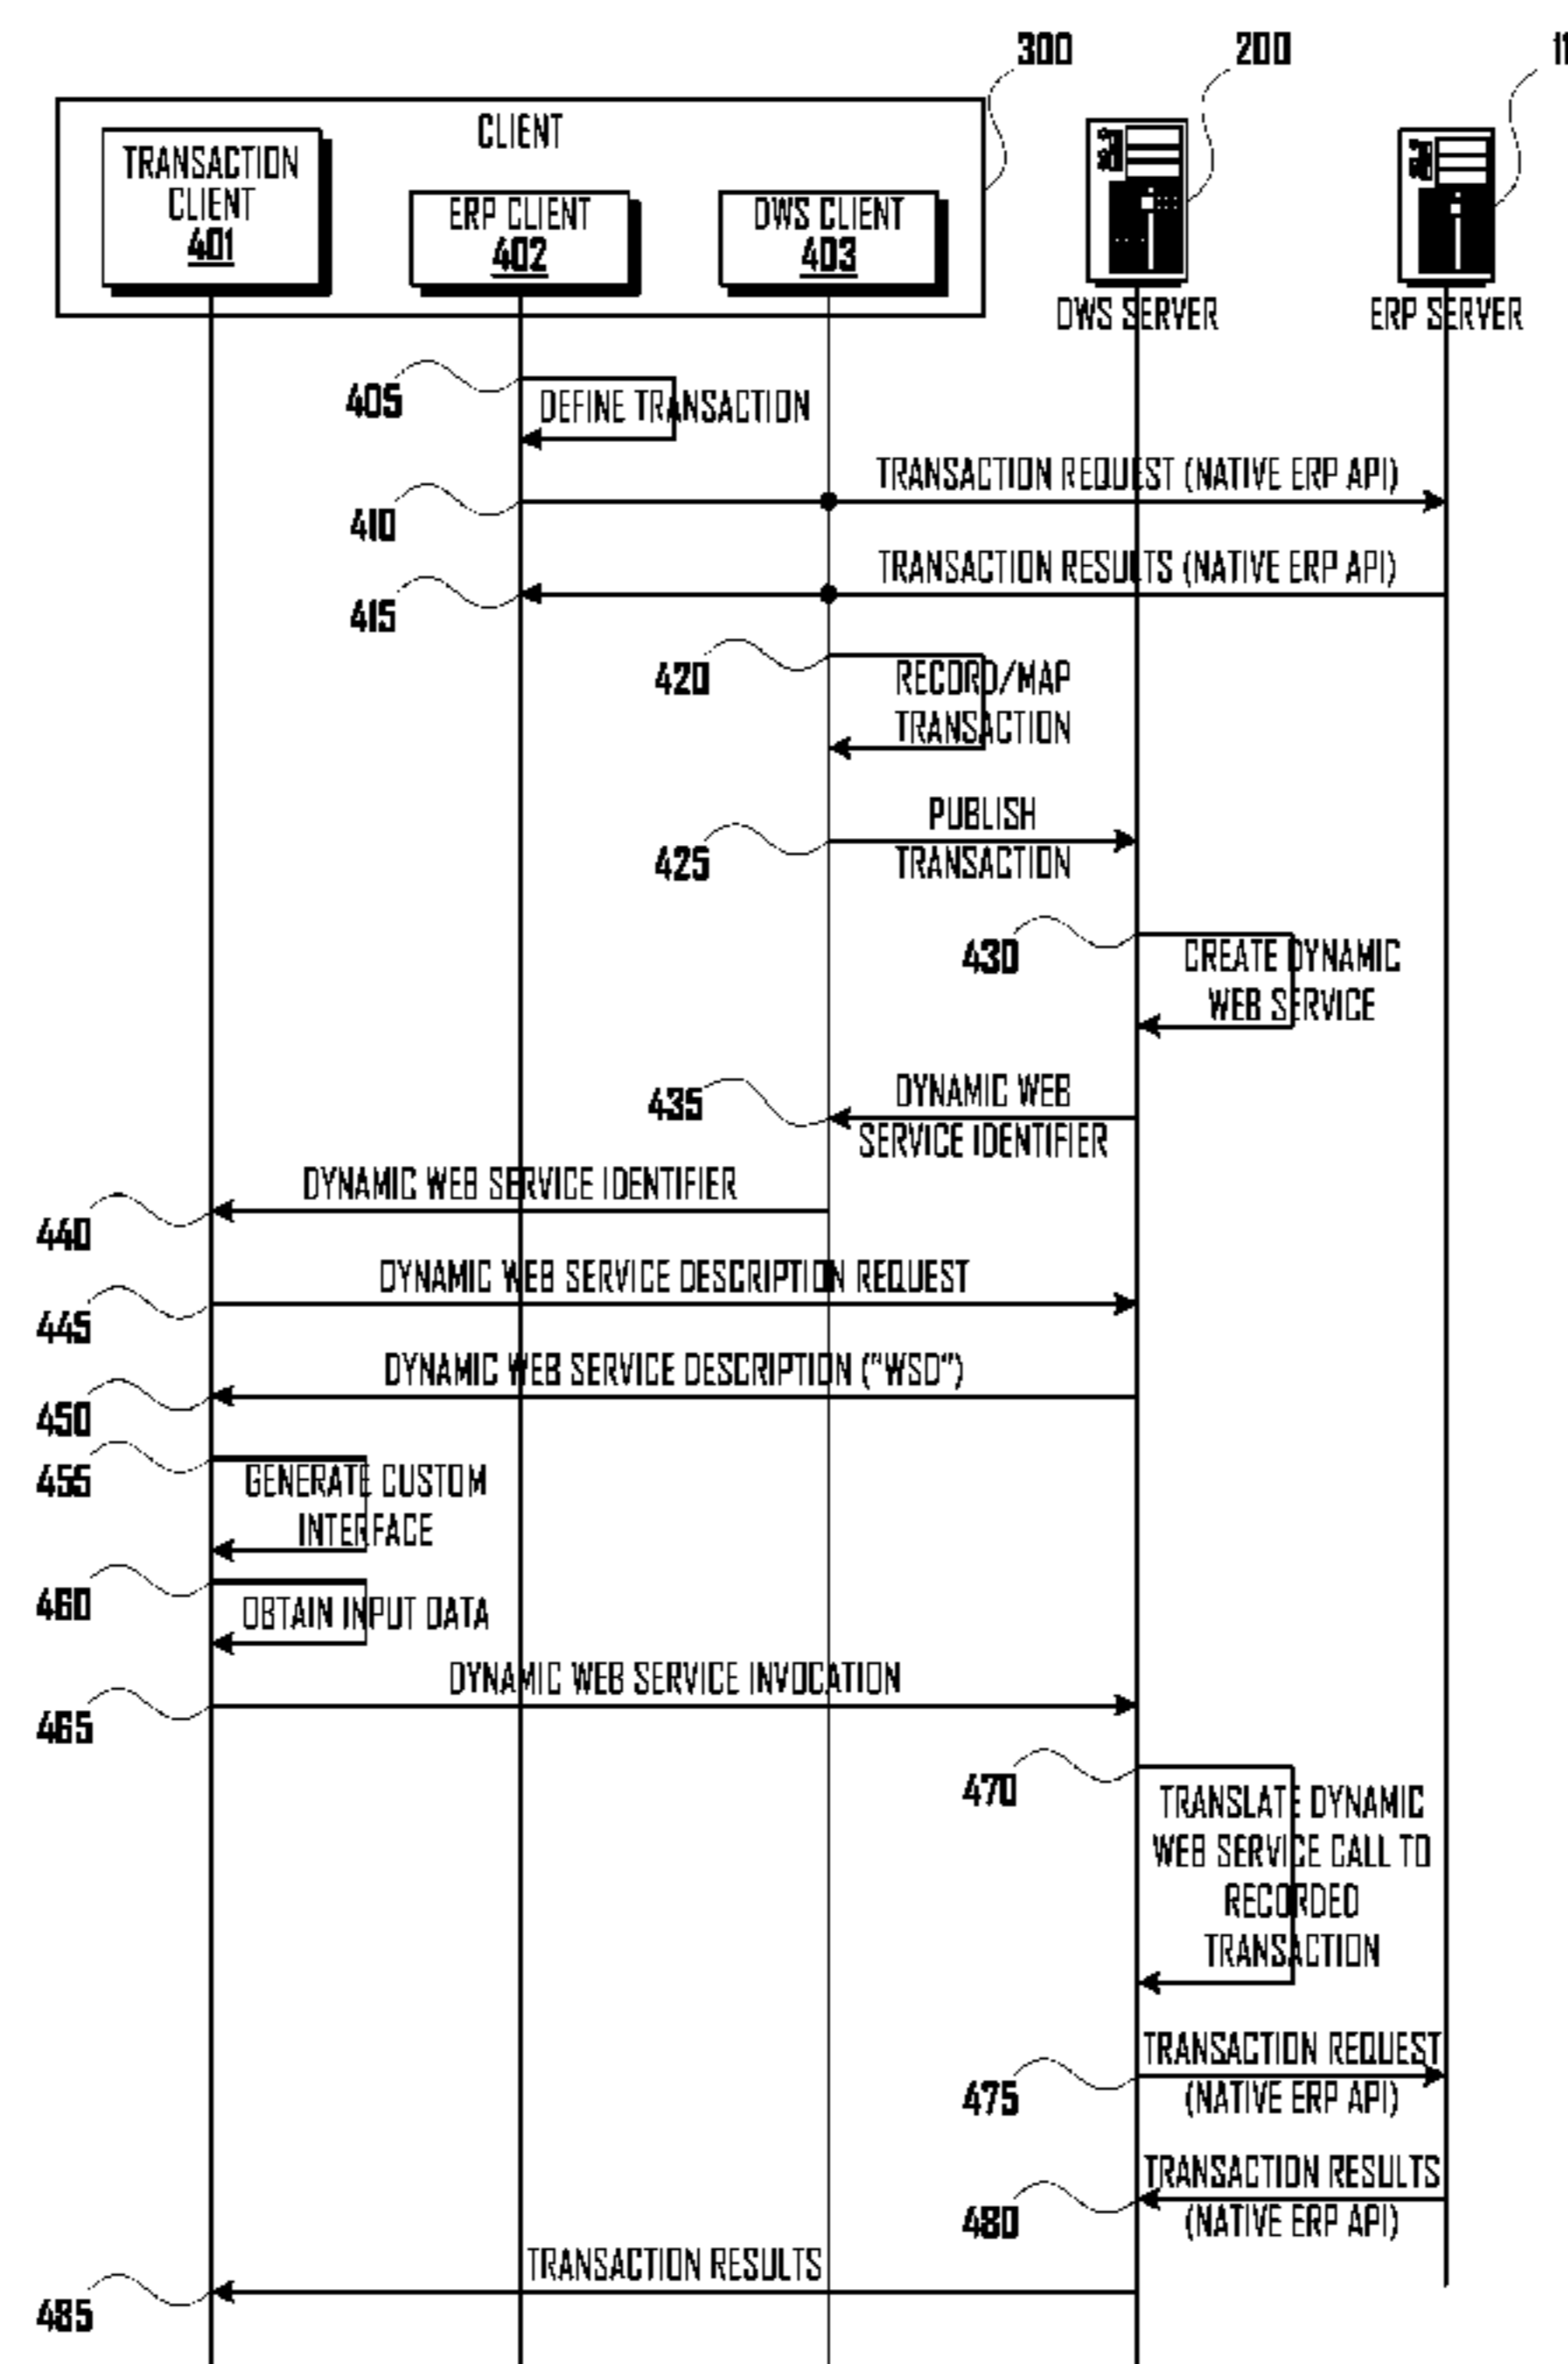 300
200
CLIENT
TRANSACTION
CLIENT
401
ERP CLIENT
402
DWS CLIENT
403
DWS SERVER
ERP SERVER
405
DEFINE TRANSACTION
TRANSACTION REQUEST (NATIVE ERP API)
410
TRANSACTION RESULTS (NATIVE ERP API)
415
420
RECORD/MAP
TRANSACTION
PUBLISH
TRANSACTION
425
430
CREATE DYNAMIC
WEB SERVICE
435
DYNAMIC WEB
SERVICE IDENTIFIER
DYNAMIC WEB SERVICE IDENTIFIER
440
DYNAMIC WEB SERVICE DESCRIPTION REQUEST
445
DYNAMIC WEB SERVICE DESCRIPTION ("WSD")
450
455
GENERATE CUSTOM
INTERFACE
460
OBTAIN INPUT DATA
DYNAMIC WEB SERVICE INVOCATION
465
470
TRANSLATE DYNAMIC
WEB SERVICE CALL TO
RECORDED
TRANSACTION
TRANSACTION REQUEST
(NATIVE ERP API)
475
TRANSACTION RESULTS
(NATIVE ERP API)
480
TRANSACTION RESULTS
485